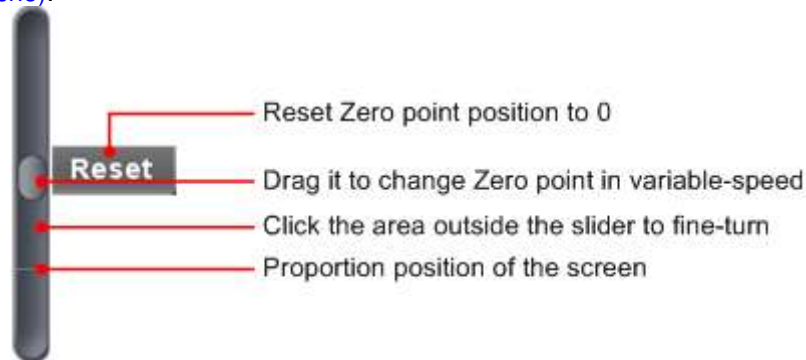 Reset Zero point position to 0
Reset
Drag it to change Zero point in variable-speed
Click the area outside the slider to fine-turn
Proportion position of the screen